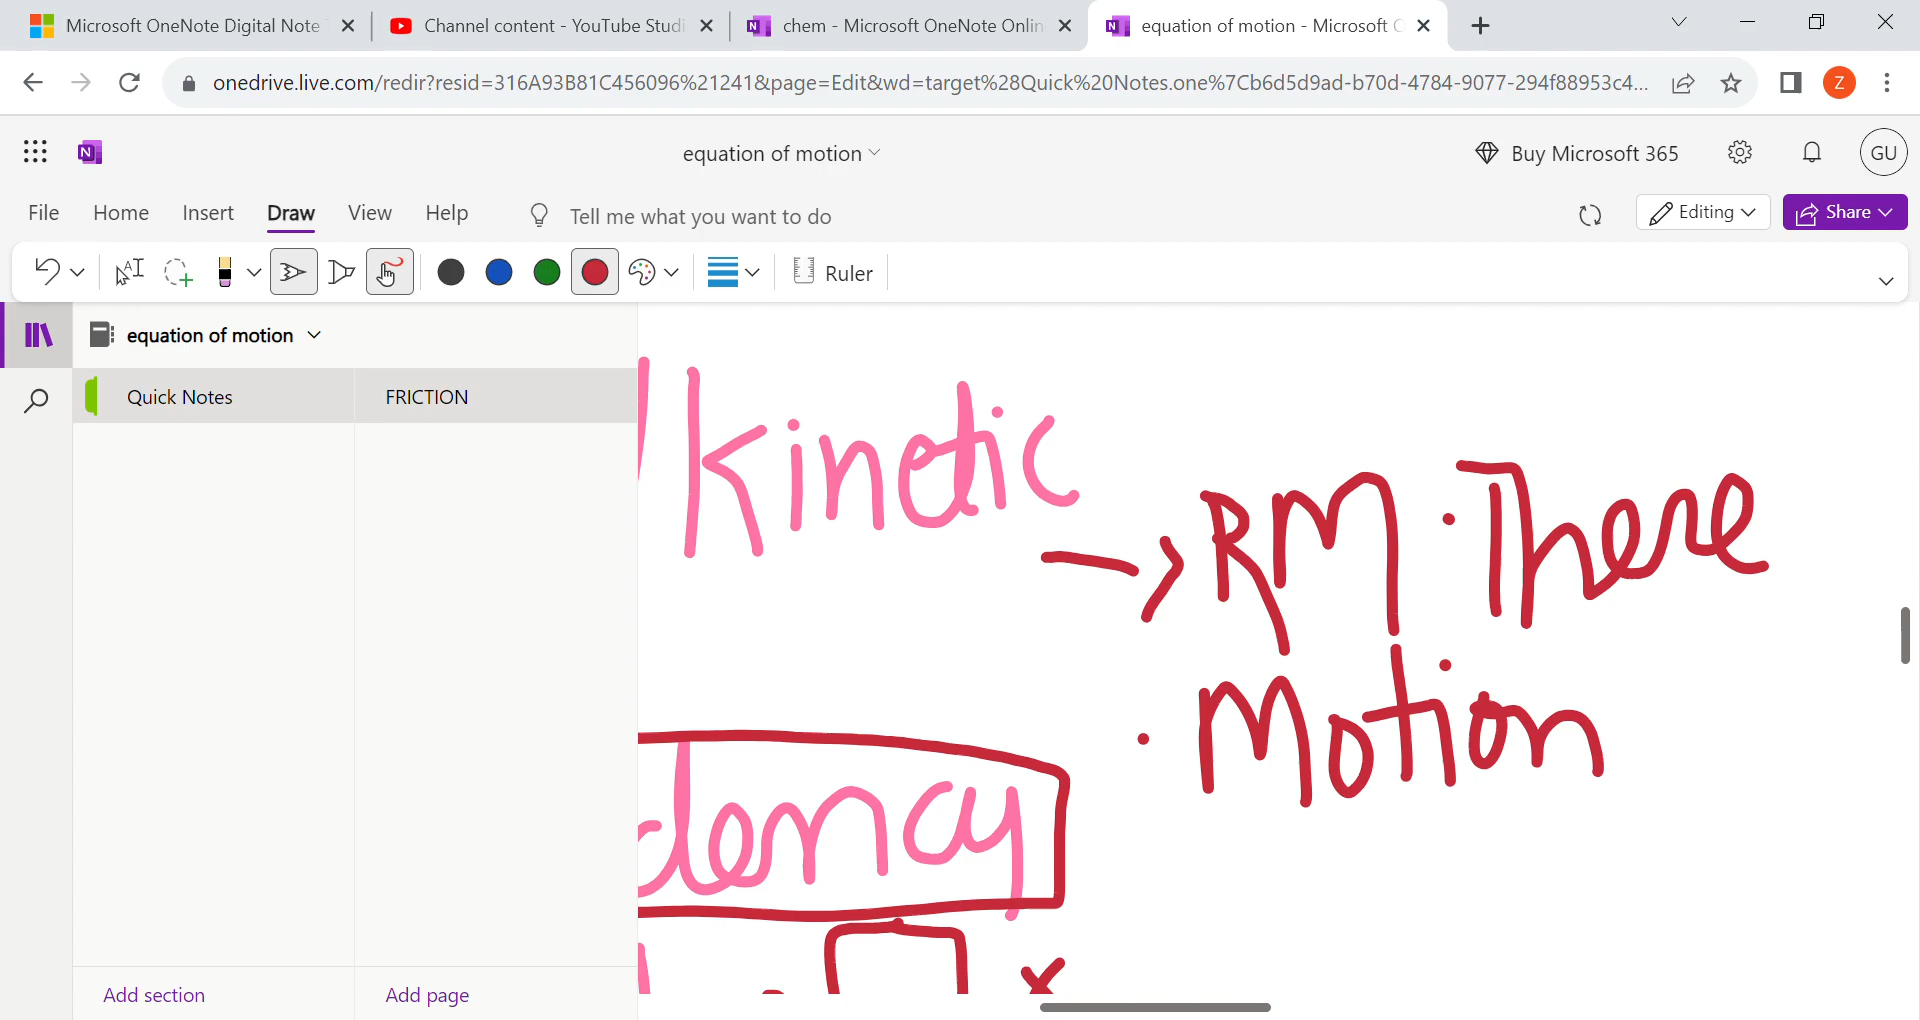 Microsoft OneNote Digital Note T
Channel content - YouTube Studi
chem - Microsoft OneNote Onlin
equation of motion - Microsoft O
onedrive.live.com/redir?resid=316A93B81C456096%21241&page=Edit&wd=target%28Quick%20Notes.one%7Cb6d5d9ad-b70d-4784-9077-294f88953c4...
Z
N
equation of motion
Buy Microsoft 365
GU
File Home Insert Draw View Help Tell me what you want to do
Editing Share
Ruler
equation of motion
Quick Notes FRICTION
kinetic
→ RM . There
. Motion
dency
x
Add section Add page